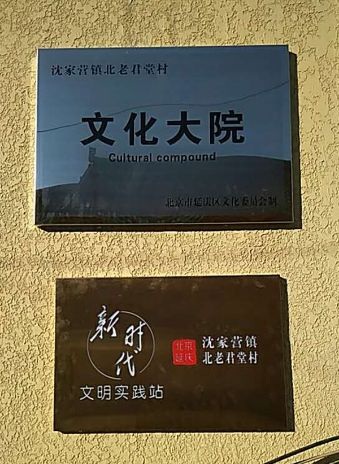 沈家营镇北老君堂村
文化大院
Cultural compound
北京市延庆区文化委员会制
新时代
文明实践站
北京
延庆
沈家营镇
北老君堂村